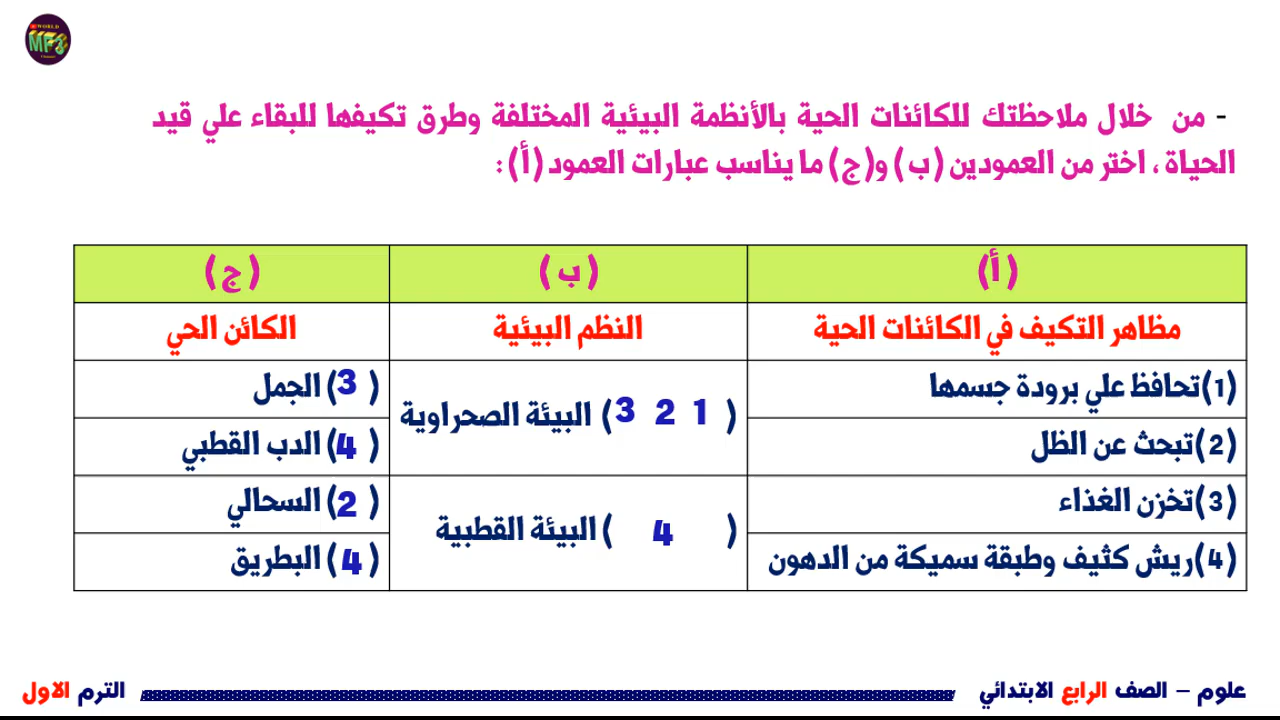 WORLD
MF3
- من خلال ملاحظتك للكائنات الحية بالأنظمة البيئية المختلفة وطرق تكيفها للبقاء علي قيد
الحياة ، اختر من العمودين (ب) و(ج) ما يناسب عبارات العمود (أ) :
(أ) (ب) (ج)
مظاهر التكيف في الكائنات الحية النظم البيئية الكائن الحي
(1) تحافظ علي برودة جسمها
(2) تبحث عن الظل
(3) تخزن الغذاء
(4) ريش كثيف وطبقة سميكة من الدهون
( 1 2 3 ) البيئة الصحراوية
( 4 ) البيئة القطبية
( 3 ) الجمل
( 4 ) الدب القطبي
( 2 ) السحالي
( 4 ) البطريق
علوم – الصف الرابع الابتدائي الترم الاول